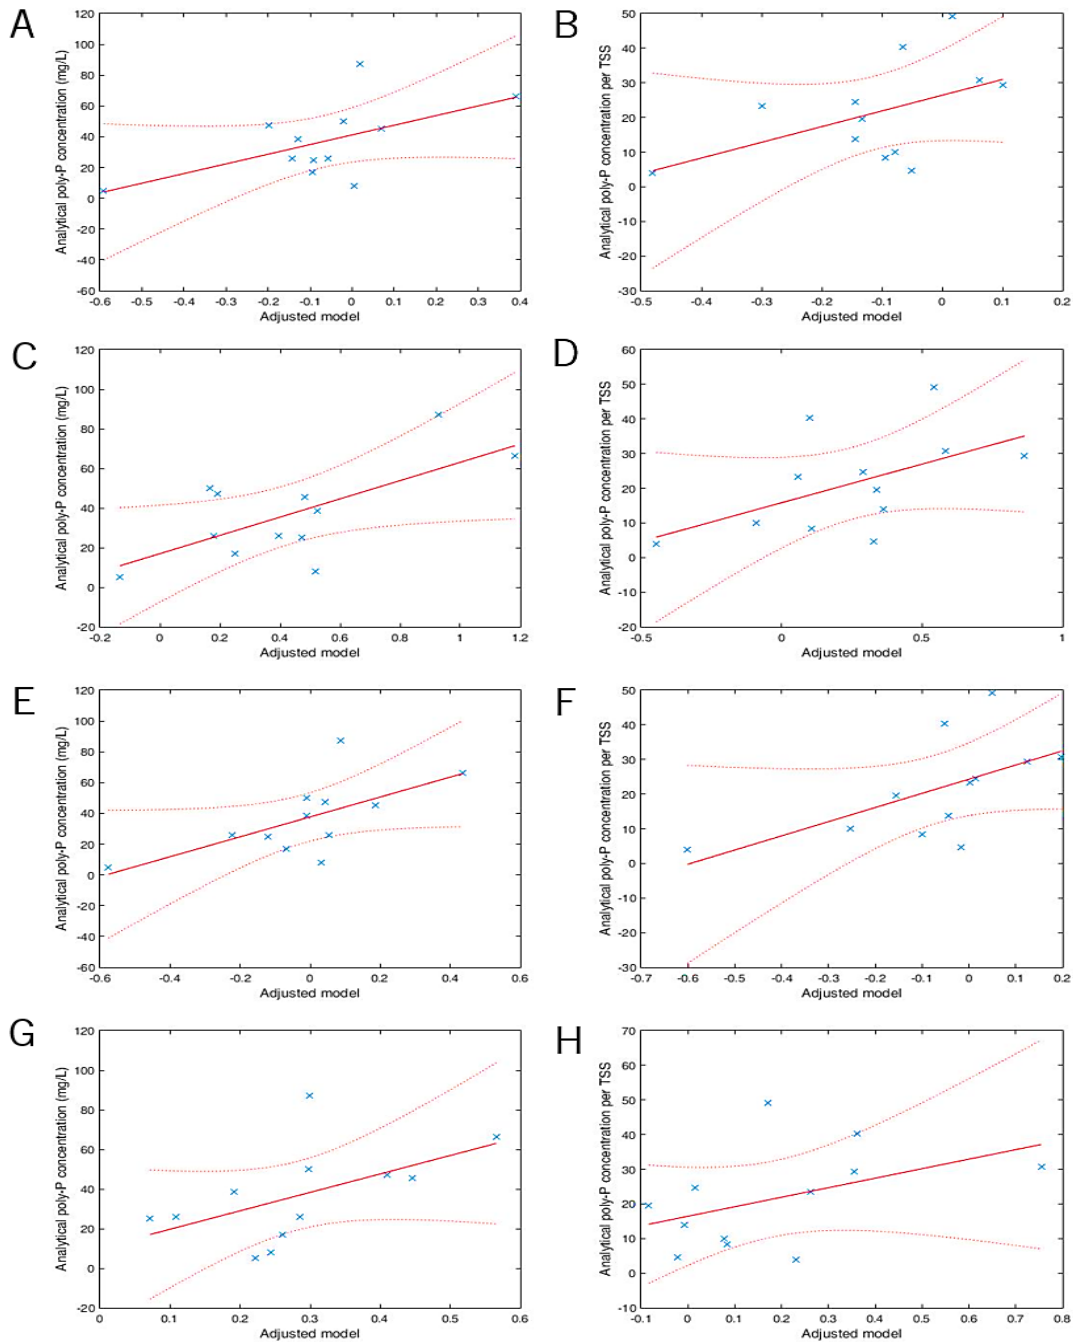 A
Analytical poly-P concentration (mg/L)
120
100
80
60
40
20
0
-20
-40
-60
-0.6 -0.5 -0.4 -0.3 -0.2 -0.1 0 0.1 0.2 0.3 0.4
Adjusted model
B
Analytical poly-P concentration per TSS
50
40
30
20
10
0
-10
-20
-30
-0.5 -0.4 -0.3 -0.2 -0.1 0 0.1 0.2
Adjusted model
C
Analytical poly-P concentration (mg/L)
120
100
80
60
40
20
0
-20
-0.2 0 0.2 0.4 0.6 0.8 1 1.2
Adjusted model
D
Analytical poly-P concentration per TSS
60
50
40
30
20
10
0
-10
-20
-0.5 0 0.5 1
Adjusted model
E
Analytical poly-P concentration (mg/L)
120
100
80
60
40
20
0
-20
-40
-60
-0.6 -0.4 -0.2 0 0.2 0.4 0.6
Adjusted model
F
Analytical poly-P concentration per TSS
50
40
30
20
10
0
-10
-20
-30
-0.7 -0.6 -0.5 -0.4 -0.3 -0.2 -0.1 0 0.1 0.2
Adjusted model
G
Analytical poly-P concentration (mg/L)
120
100
80
60
40
20
0
-20
0 0.1 0.2 0.3 0.4 0.5 0.6
Adjusted model
H
Analytical poly-P concentration per TSS
70
60
50
40
30
20
10
0
-10
-0.1 0 0.1 0.2 0.3 0.4 0.5 0.6 0.7 0.8
Adjusted model